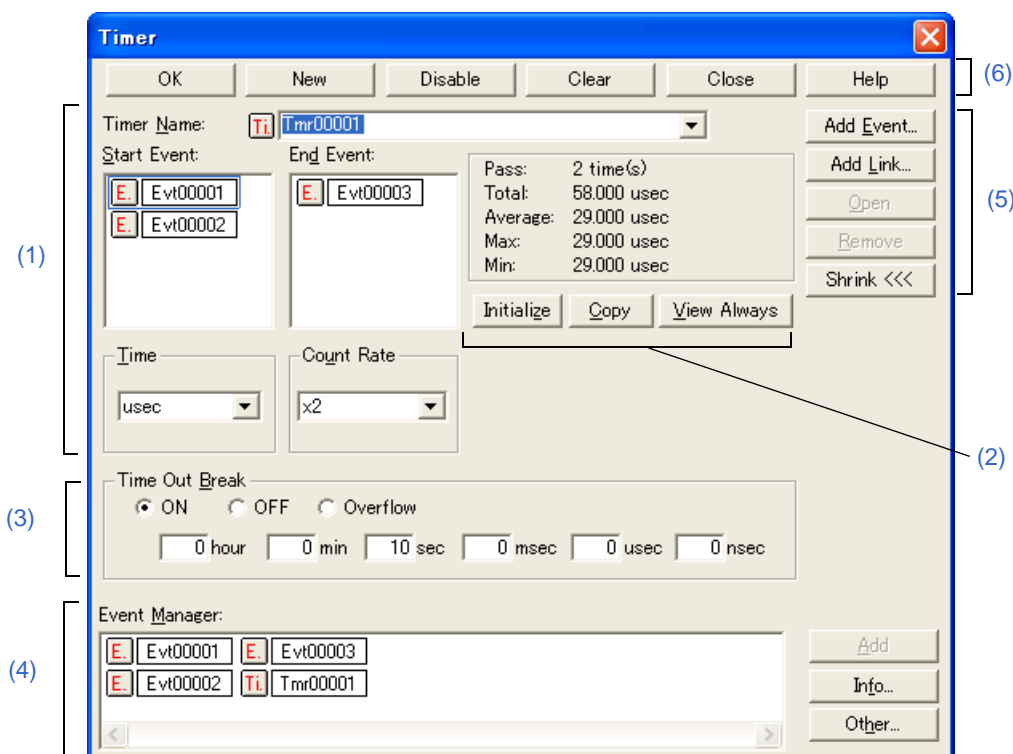 Timer
OK New Disable Clear Close Help
(6)
Timer Name: Ti. Tmr00001
Add Event...
Start Event: End Event:
Add Link...
E. Evt00001
E. Evt00002
E. Evt00003
Pass: 2 time(s)
Total: 58.000 usec
Average: 29.000 usec
Max: 29.000 usec
Min: 29.000 usec
Open
Remove
Shrink <<<
(5)
(1)
Initialize Copy View Always
Time
usec
Count Rate
x2
(2)
Time Out Break
ON OFF Overflow
0 hour 0 min 10 sec 0 msec 0 usec 0 nsec
(3)
Event Manager:
E. Evt00001 E. Evt00003
E. Evt00002 Ti. Tmr00001
Add
Info...
Other...
(4)